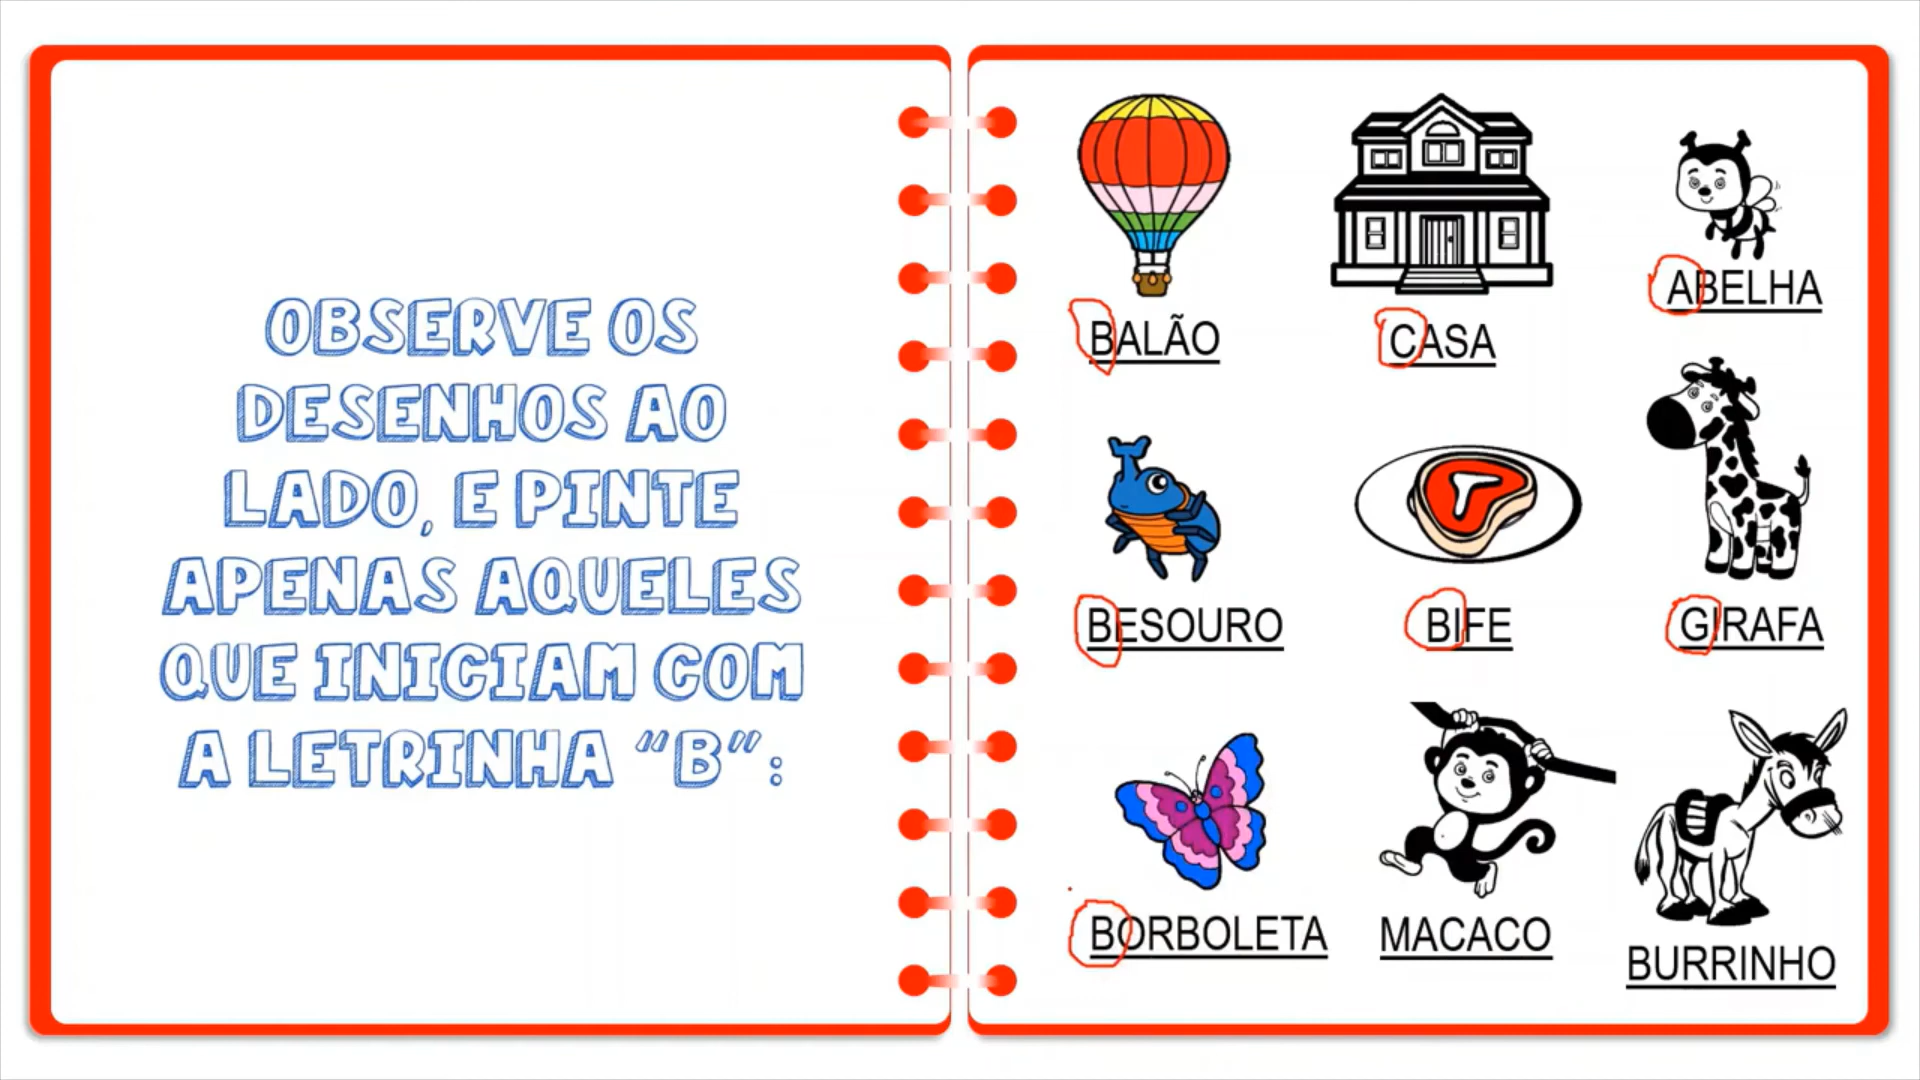 OBSERVE OS
DESENHOS AO
LADO, E PINTE
APENAS AQUELES
QUE INICIAM COM
A LETRINHA “B”:
BALÃO
CASA
ABELHA
BESOURO
BIFE
GIRAFA
BORBOLETA
MACACO
BURRINHO